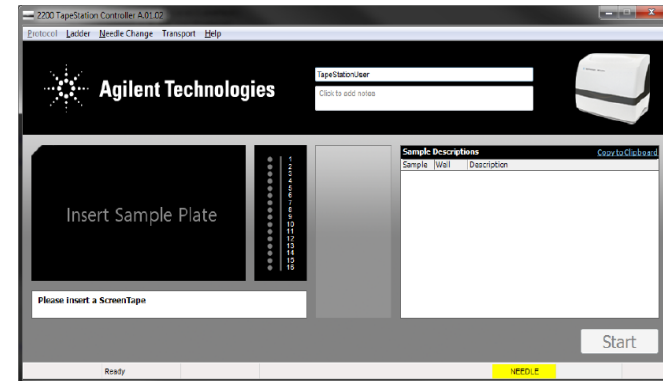 2200 TapeStation Controller A.01.02
Protocol Ladder Needle Change Transport Help
Agilent Technologies
TapeStationUser
Click to add notes
Insert Sample Plate
1
2
3
4
5
6
7
8
9
10
11
12
13
14
15
16
Sample Descriptions Copy to Clipboard
Sample Well Description
Please insert a ScreenTape
Start
Ready NEEDLE